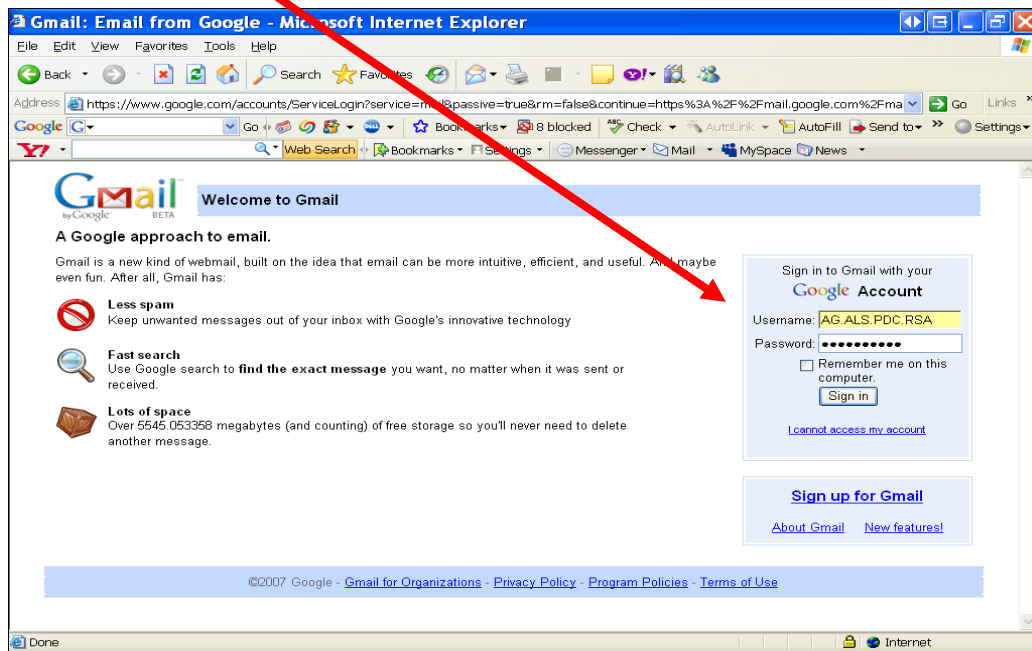 Gmail: Email from Google - Microsoft Internet Explorer
File Edit View Favorites Tools Help
Back Search Favorites
Address https://www.google.com/accounts/ServiceLogin?service=mail&passive=true&rm=false&continue=https%3A%2F%2Fmail.google.com%2Fma Go Links »
Google G Go Bookmarks 8 blocked ABC Check AutoLink AutoFill Send to » Settings
Y! Web Search Bookmarks Settings Messenger Mail MySpace News
Gmail™ by Google BETA
Welcome to Gmail
A Google approach to email.
Gmail is a new kind of webmail, built on the idea that email can be more intuitive, efficient, and useful. And maybe
even fun. After all, Gmail has:
Less spam
Keep unwanted messages out of your inbox with Google's innovative technology
Fast search
Use Google search to find the exact message you want, no matter when it was sent or
received.
Lots of space
Over 5545.053358 megabytes (and counting) of free storage so you'll never need to delete
another message.
Sign in to Gmail with your
Google Account
Username: AG.ALS.PDC.RSA
Password: ●●●●●●●●●●
Remember me on this
computer.
Sign in
I cannot access my account
Sign up for Gmail
About Gmail New features!
©2007 Google - Gmail for Organizations - Privacy Policy - Program Policies - Terms of Use
Done Internet